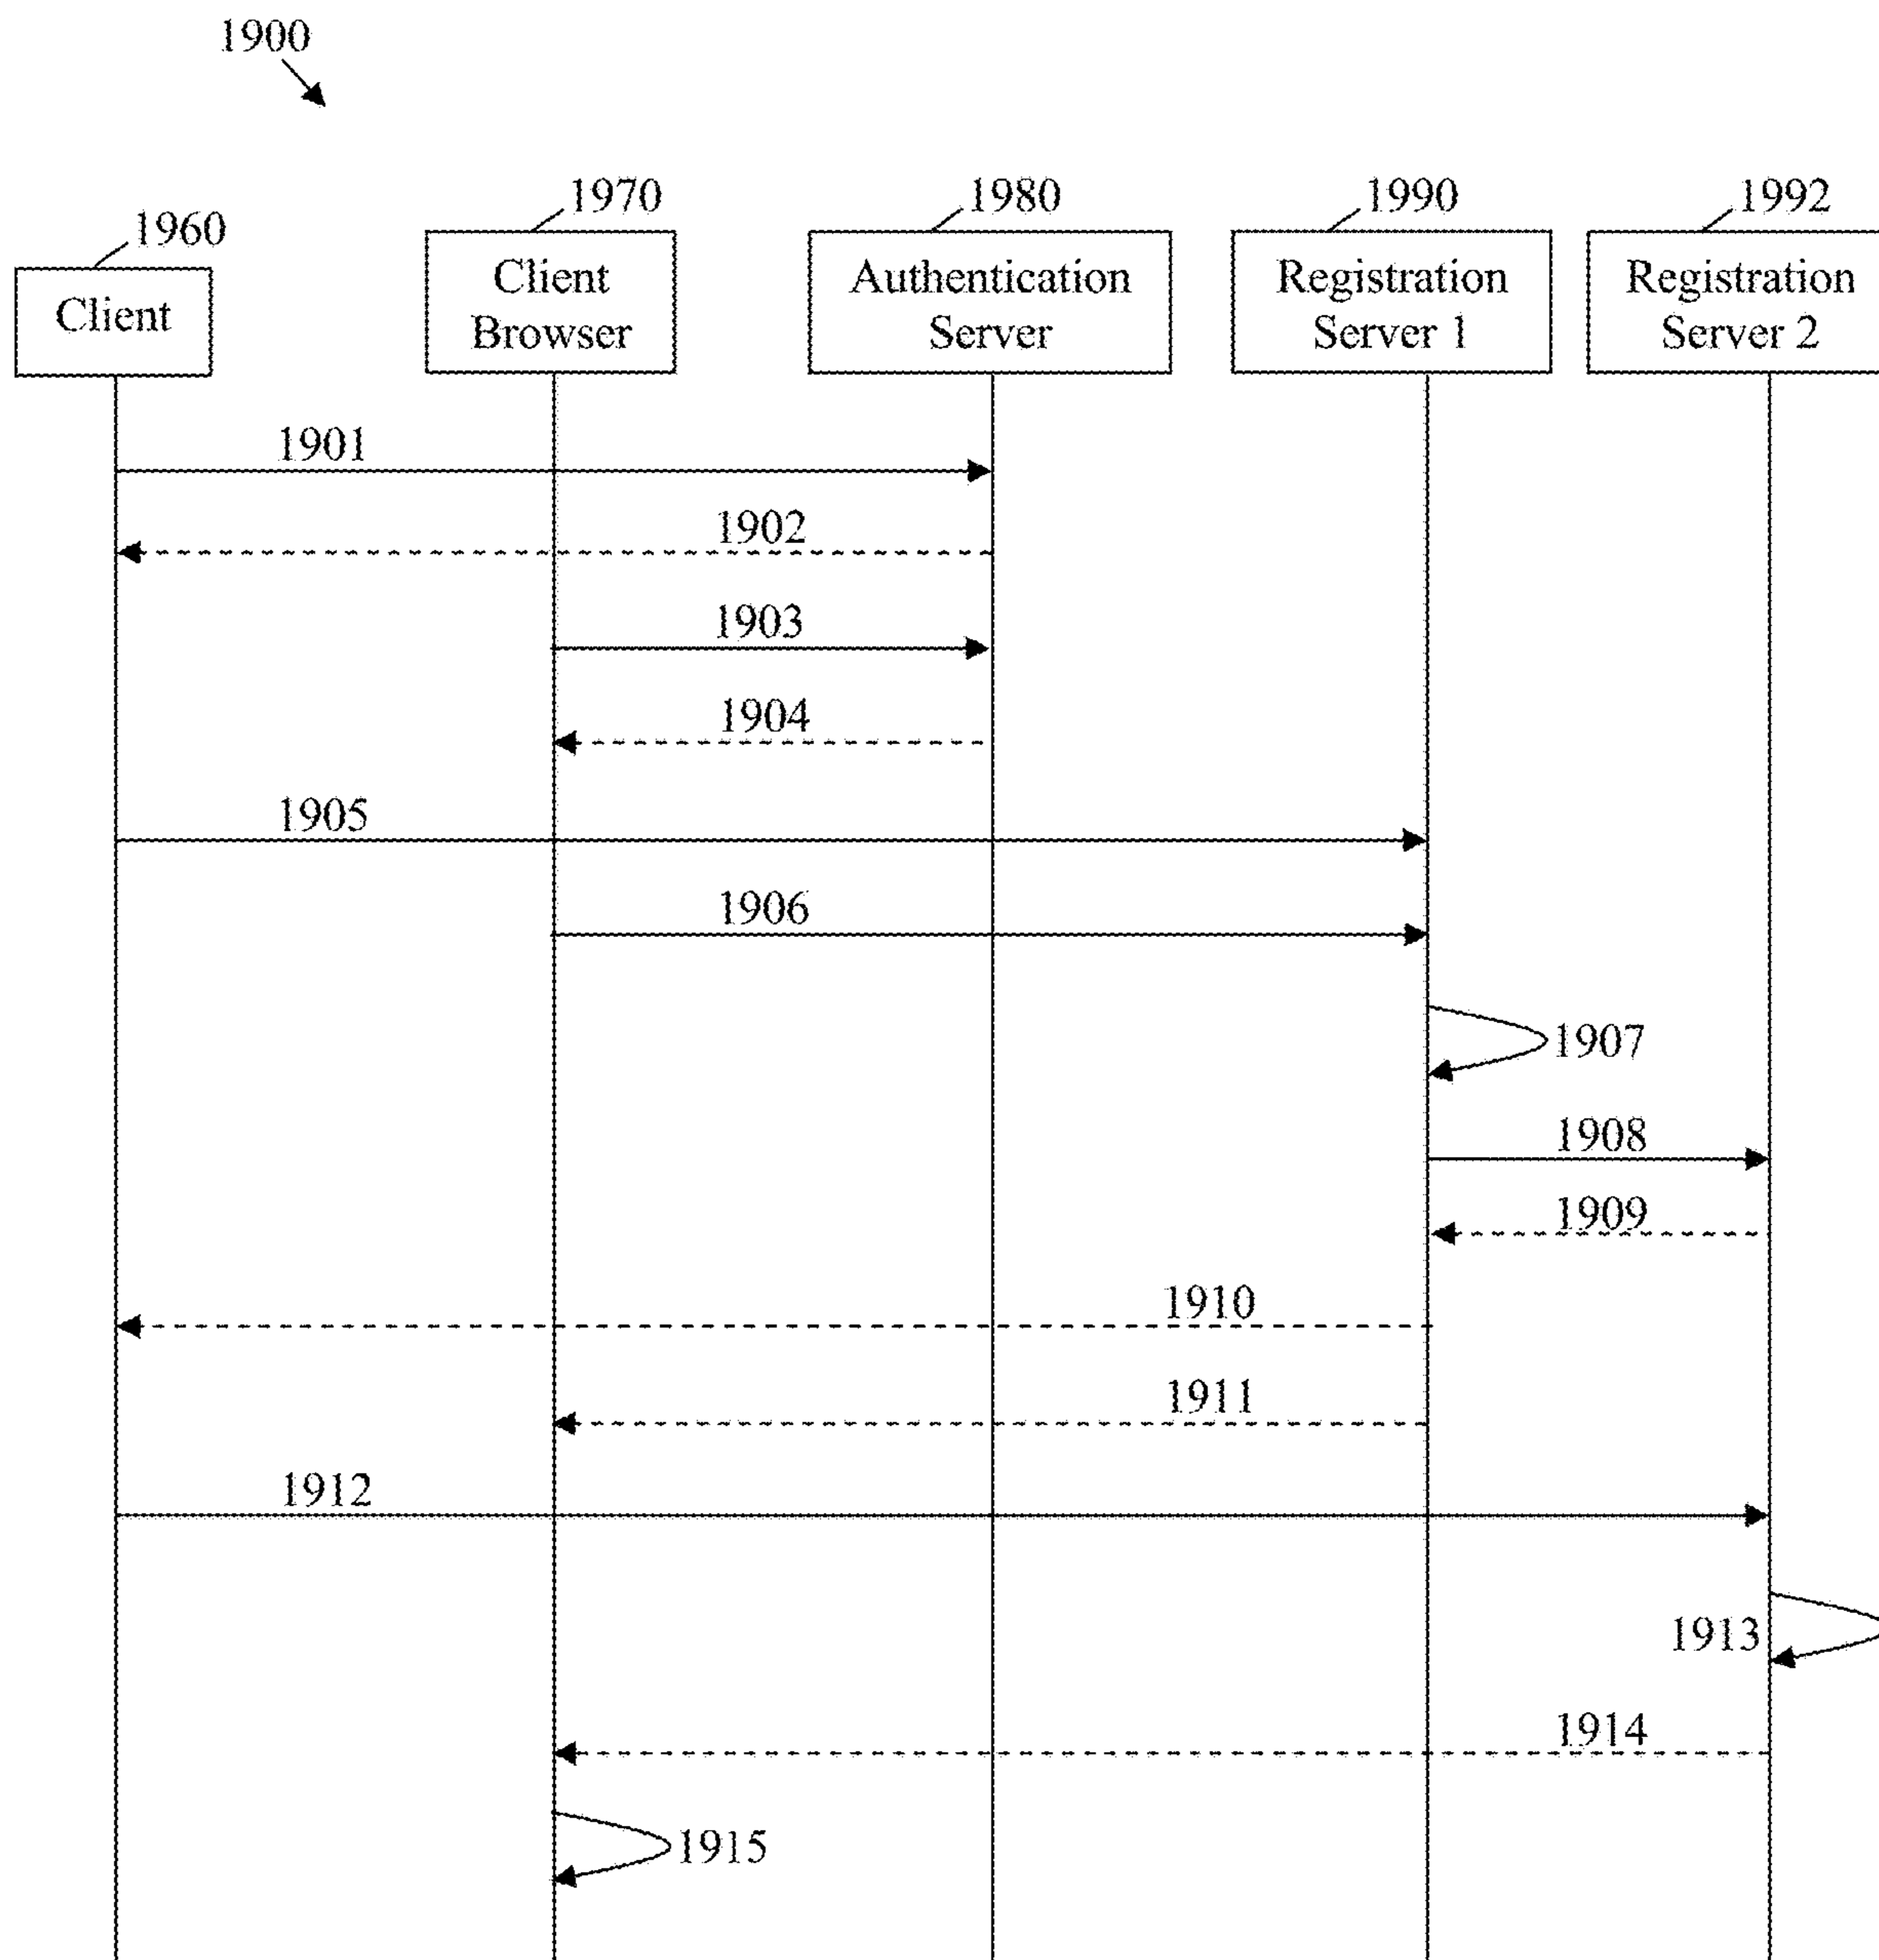 1900
1960
1970
1980
1990
1992
Client
Client
Browser
Authentication
Server
Registration
Server 1
Registration
Server 2
1901
1902
1903
1904
1905
1906
1907
1908
1909
1910
1911
1912
1913
1914
1915